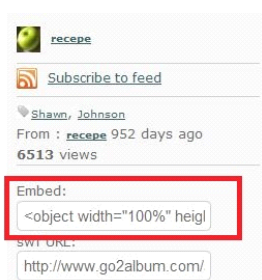 recepe
Subscribe to feed
Shawn, Johnson
From : recepe 952 days ago
6513 views
Embed:
<object width="100%" heigl
swf URL:
http://www.go2album.com/